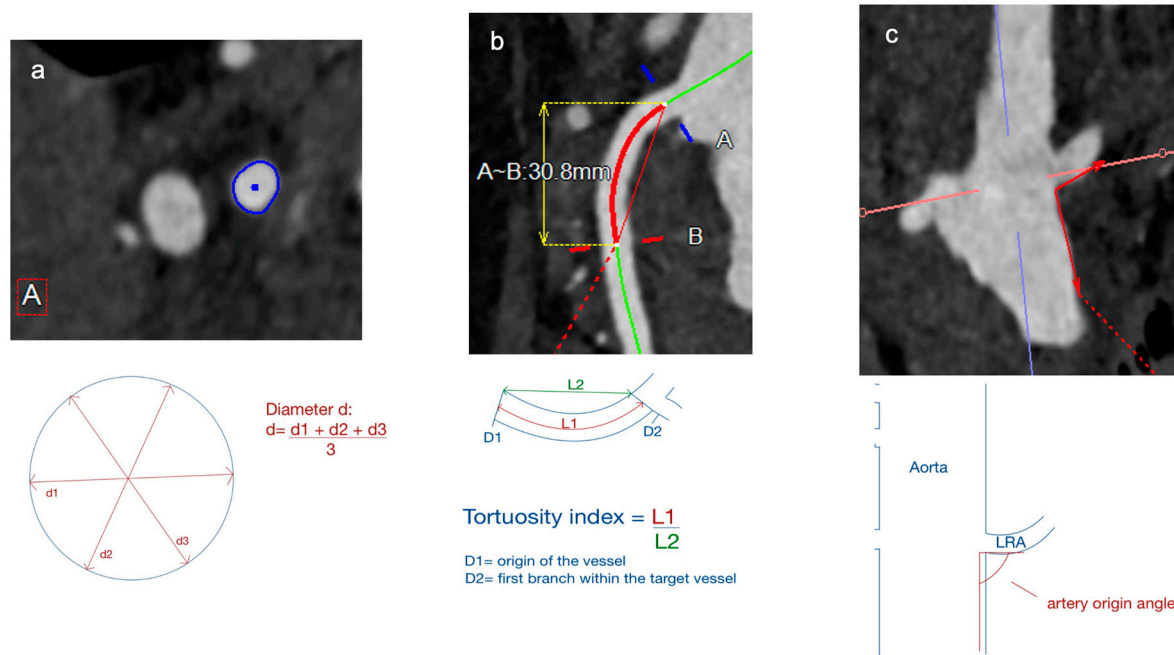 a
A
Diameter d:
d= d1 + d2 + d3
3
d1
d2
d3
b
A~B:30.8mm
A
B
L2
L1
D1
D2
Tortuosity index = L1
L2
D1= origin of the vessel
D2= first branch within the target vessel
c
Aorta
LRA
artery origin angle